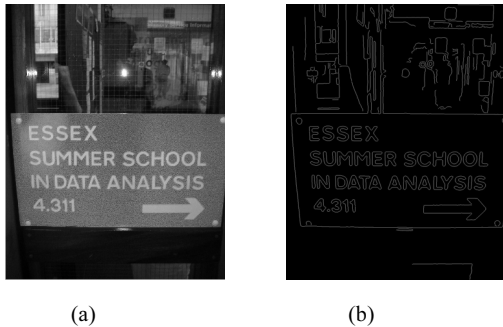 ESSEX
SUMMER SCHOOL
IN DATA ANALYSIS
4.311
ESSEX
SUMMER SCHOOL
IN DATA ANALYSIS
4.311
(a)
(b)